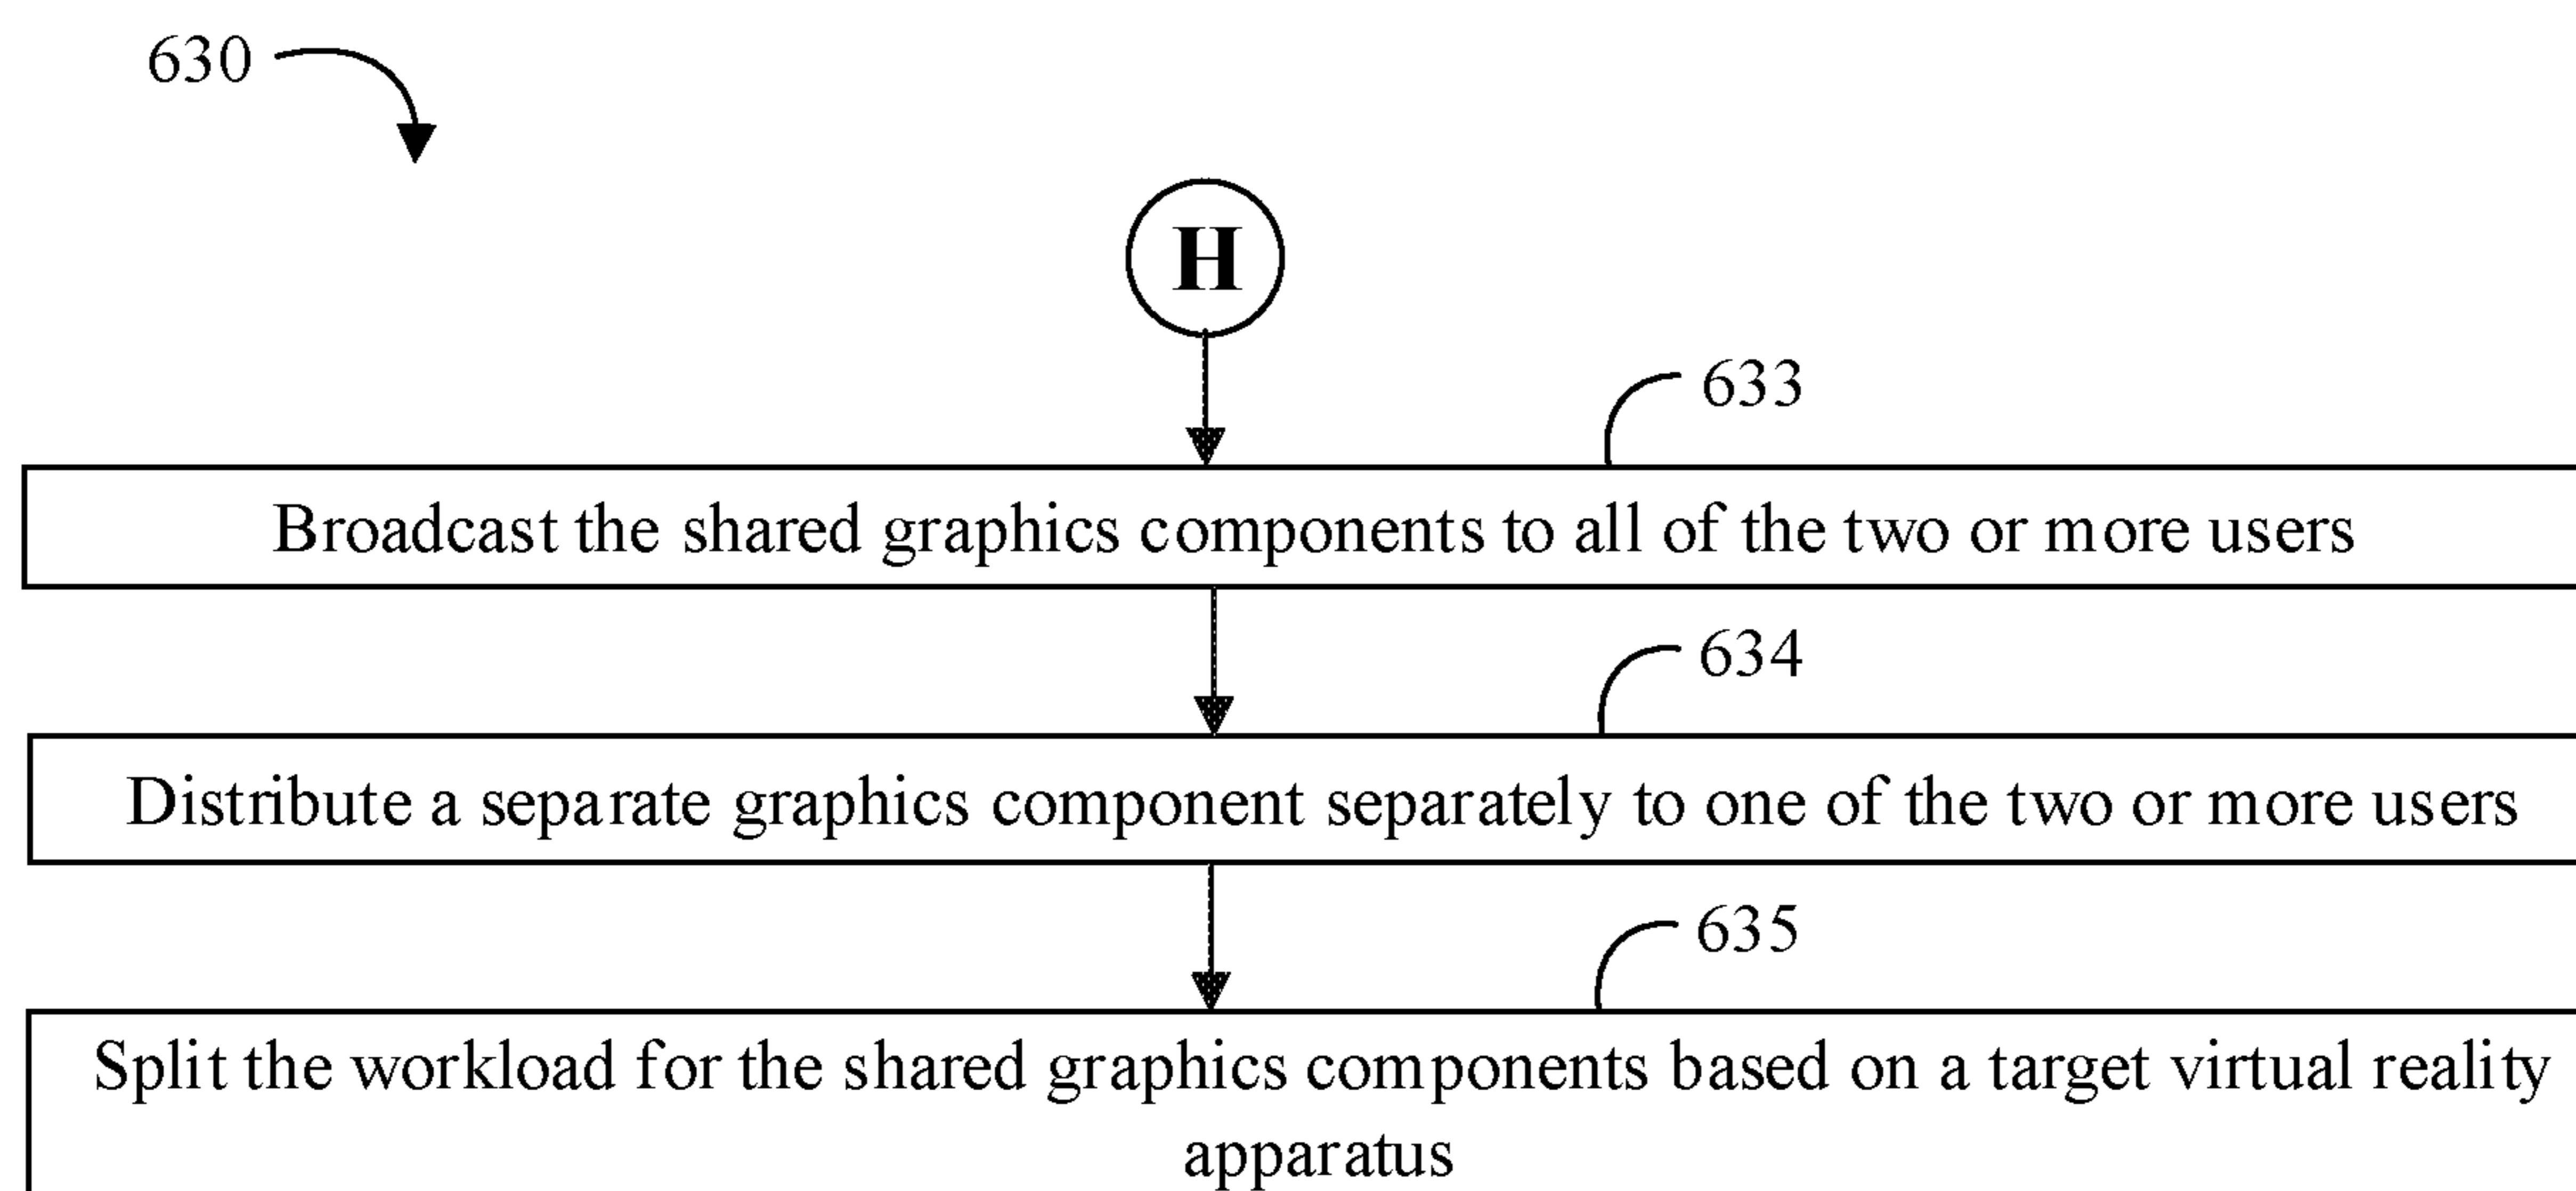 630
H
633
Broadcast the shared graphics components to all of the two or more users
634
Distribute a separate graphics component separately to one of the two or more users
635
Split the workload for the shared graphics components based on a target virtual reality
apparatus